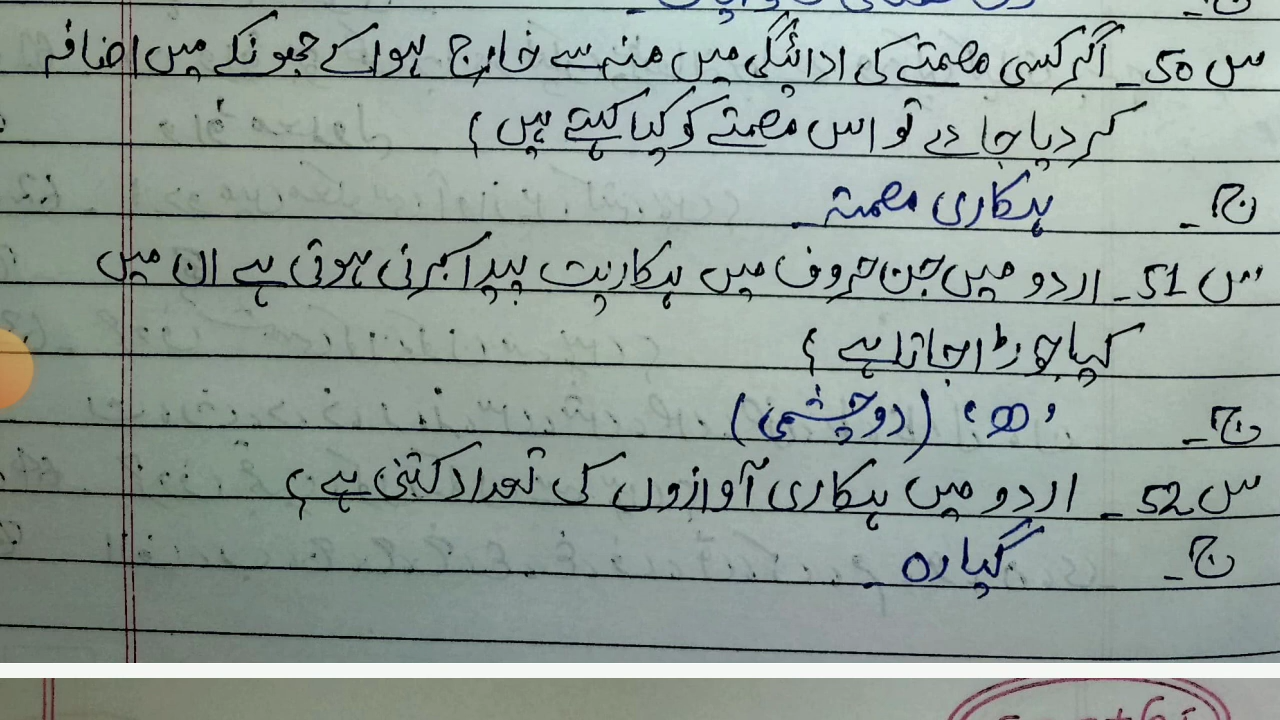 س 50۔ اگر کسی مصمتے کی ادائیگی میں منہ سے خارج ہوا کے جھونکے میں اضافہ
کر دیا جاۓ تو اس مصمتے کو کیا کہتے ہیں؟
ج۔ ہکاری مصمتہ۔
س 51۔ اردو میں جن حروف میں ہکاریت پیدا کرنی ہوتی ہے ان میں
کیا جوڑا جاتا ہے؟
ج۔ 'ھ' (دو چشمی)
س 52۔ اردو میں ہکاری آوازوں کی تعداد کتنی ہے؟
ج۔ گیارہ۔